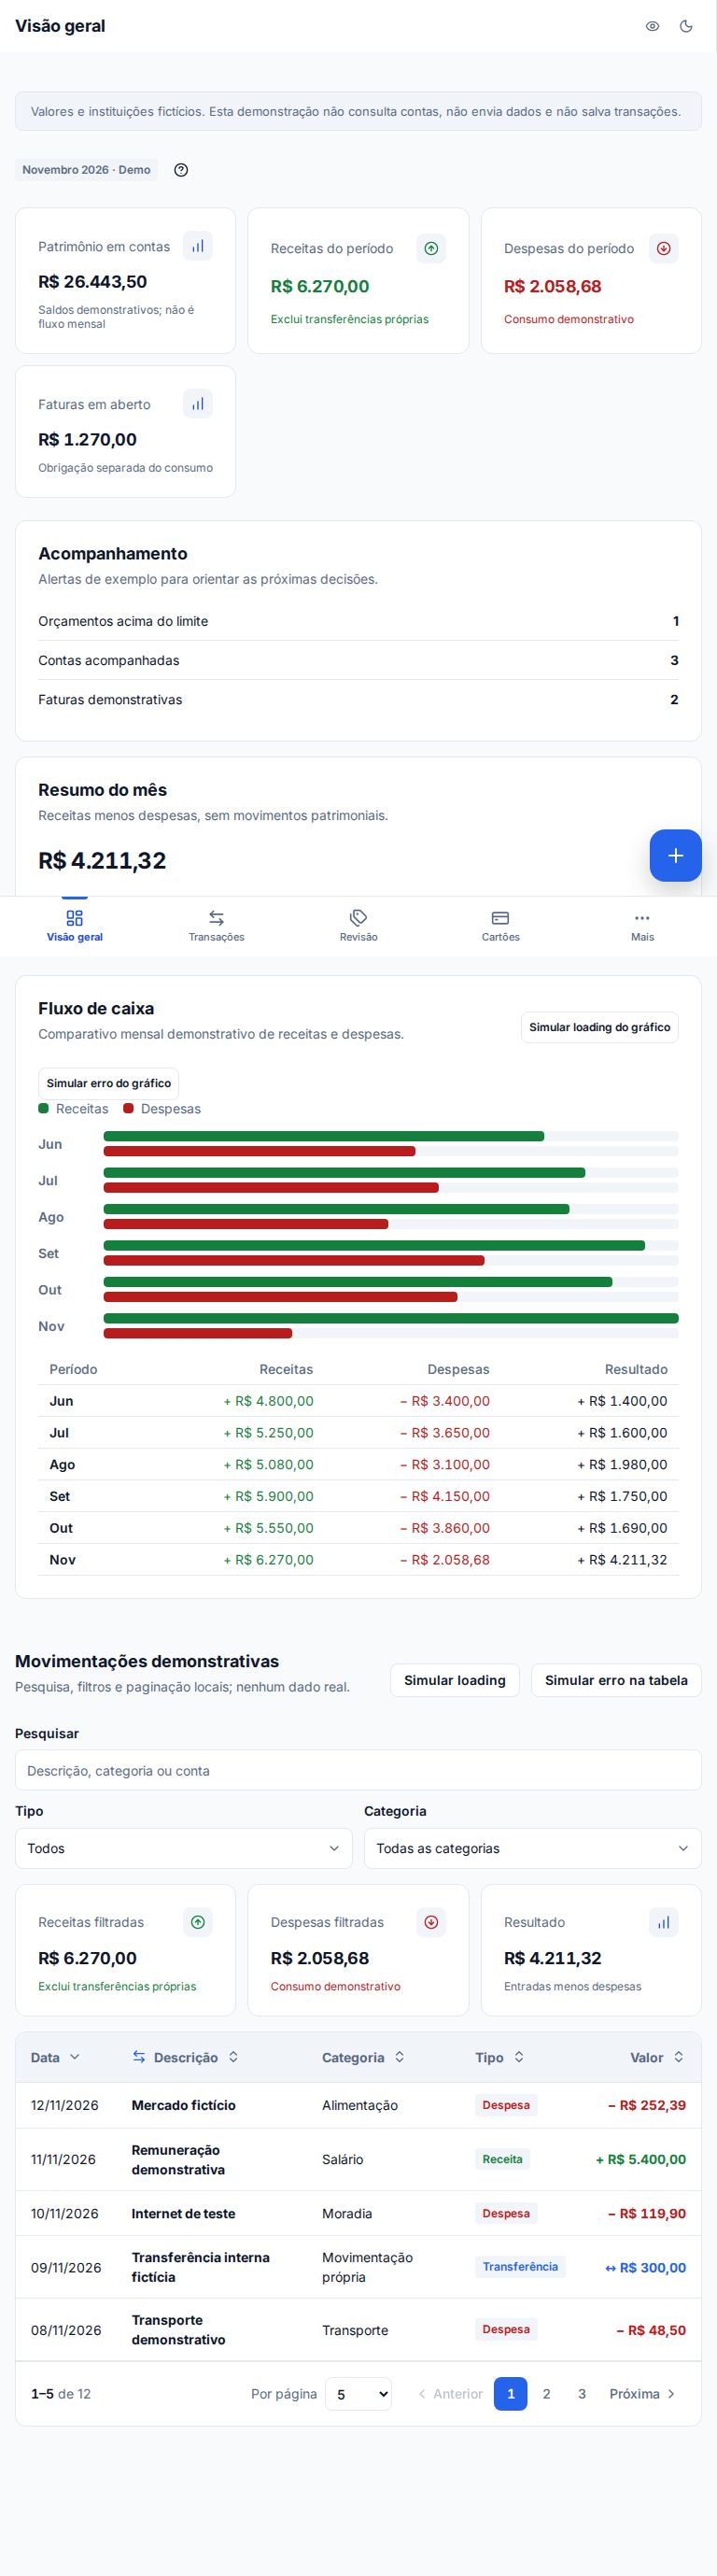 Visão geral
Valores e instituições fictícios. Esta demonstração não consulta contas, não envia dados e não salva transações.
Novembro 2026 · Demo
Patrimônio em contas
R$ 26.443,50
Saldos demonstrativos; não é
fluxo mensal
Receitas do período
R$ 6.270,00
Exclui transferências próprias
Despesas do período
R$ 2.058,68
Consumo demonstrativo
Faturas em aberto
R$ 1.270,00
Obrigação separada do consumo
Acompanhamento
Alertas de exemplo para orientar as próximas decisões.
Orçamentos acima do limite 1
Contas acompanhadas 3
Faturas demonstrativas 2
Resumo do mês
Receitas menos despesas, sem movimentos patrimoniais.
R$ 4.211,32
Visão geral Transações Revisão Cartões Mais
Fluxo de caixa
Comparativo mensal demonstrativo de receitas e despesas.
Simular loading do gráfico
Simular erro do gráfico
Receitas Despesas
Jun
Jul
Ago
Set
Out
Nov
Período Receitas Despesas Resultado
Jun + R$ 4.800,00 − R$ 3.400,00 + R$ 1.400,00
Jul + R$ 5.250,00 − R$ 3.650,00 + R$ 1.600,00
Ago + R$ 5.080,00 − R$ 3.100,00 + R$ 1.980,00
Set + R$ 5.900,00 − R$ 4.150,00 + R$ 1.750,00
Out + R$ 5.550,00 − R$ 3.860,00 + R$ 1.690,00
Nov + R$ 6.270,00 − R$ 2.058,68 + R$ 4.211,32
Movimentações demonstrativas
Pesquisa, filtros e paginação locais; nenhum dado real.
Simular loading Simular erro na tabela
Pesquisar
Descrição, categoria ou conta
Tipo Categoria
Todos Todas as categorias
Receitas filtradas
R$ 6.270,00
Exclui transferências próprias
Despesas filtradas
R$ 2.058,68
Consumo demonstrativo
Resultado
R$ 4.211,32
Entradas menos despesas
Data Descrição Categoria Tipo Valor
12/11/2026 Mercado fictício Alimentação Despesa − R$ 252,39
11/11/2026 Remuneração
demonstrativa Salário Receita + R$ 5.400,00
10/11/2026 Internet de teste Moradia Despesa − R$ 119,90
09/11/2026 Transferência interna
fictícia Movimentação
própria Transferência ↔ R$ 300,00
08/11/2026 Transporte
demonstrativo Transporte Despesa − R$ 48,50
1–5 de 12 Por página 5 Anterior 1 2 3 Próxima